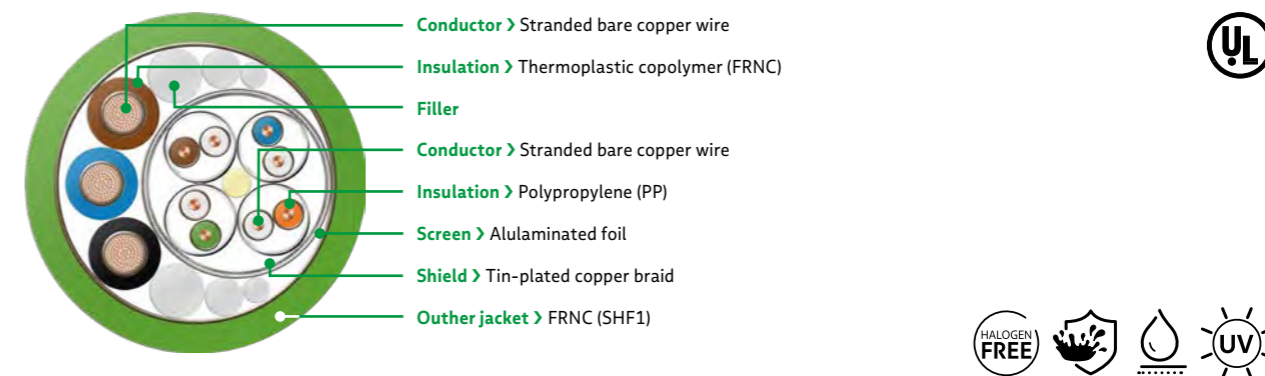 Conductor › Stranded bare copper wire
Insulation › Thermoplastic copolymer (FRNC)
Filler
Conductor › Stranded bare copper wire
Insulation › Polypropylene (PP)
Screen › Alulaminated foil
Shield › Tin-plated copper braid
Outher jacket › FRNC (SHF1)
UL
HALOGEN
FREE
UV